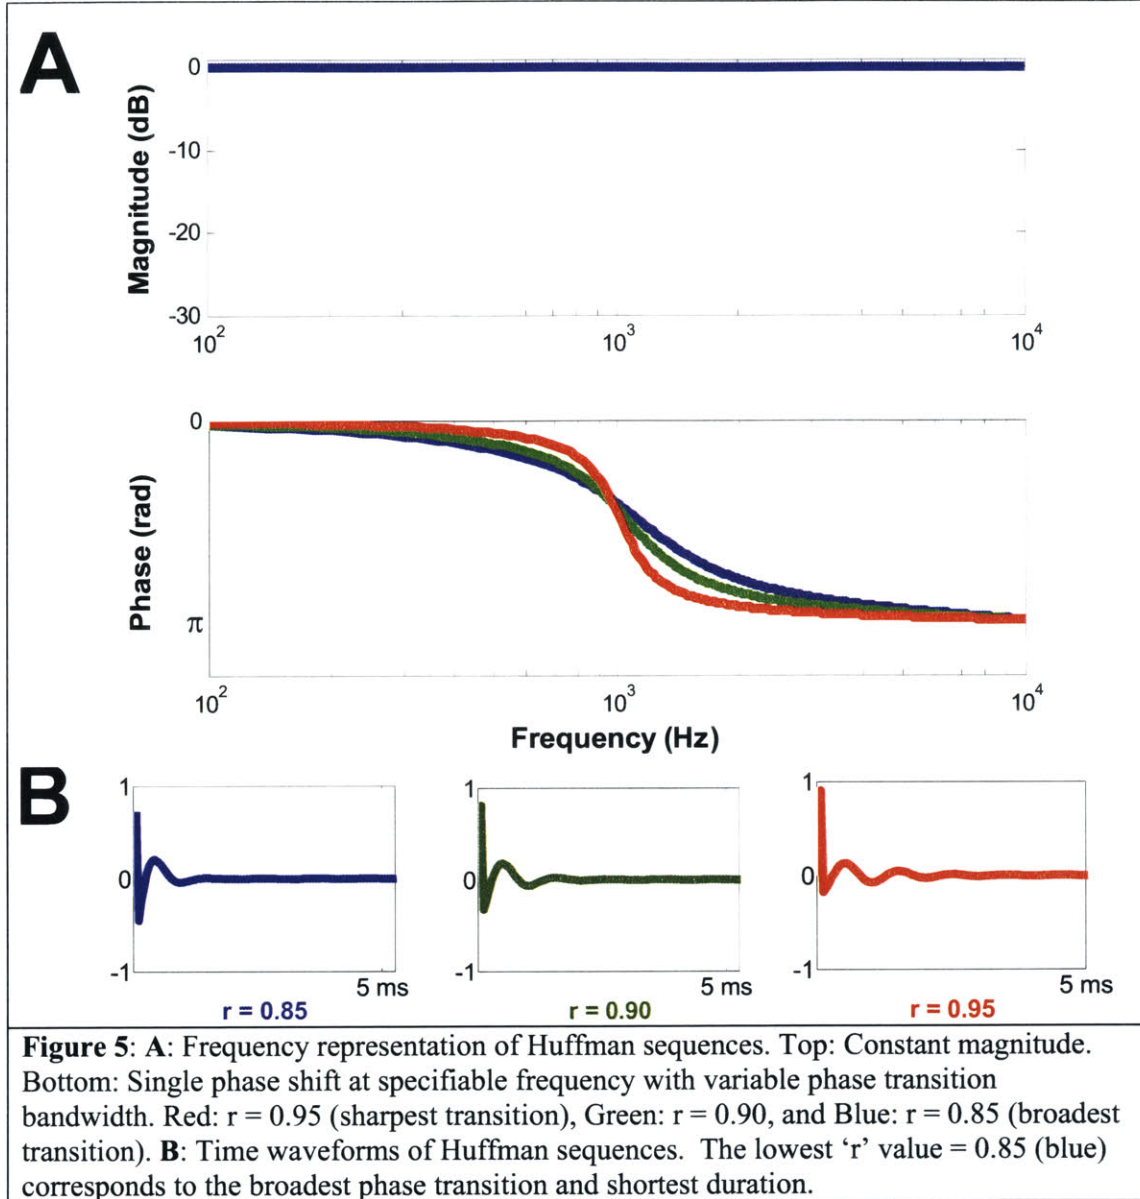 A
Magnitude (dB)
0
-10
-20
-30
10²
10³
10⁴
Phase (rad)
0
π
10²
10³
10⁴
Frequency (Hz)
B
1
0
-1
5 ms
r = 0.85
1
0
-1
5 ms
r = 0.90
1
0
-1
5 ms
r = 0.95
Figure 5: A: Frequency representation of Huffman sequences. Top: Constant magnitude.
Bottom: Single phase shift at specifiable frequency with variable phase transition
bandwidth. Red: r = 0.95 (sharpest transition), Green: r = 0.90, and Blue: r = 0.85 (broadest
transition). B: Time waveforms of Huffman sequences. The lowest ‘r’ value = 0.85 (blue)
corresponds to the broadest phase transition and shortest duration.